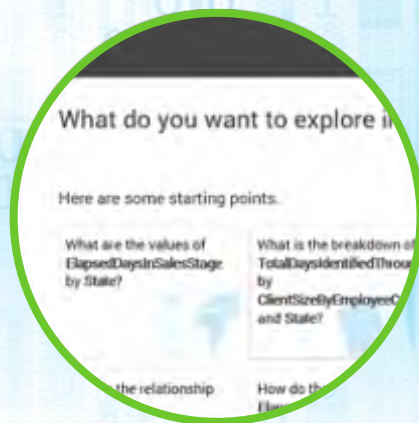 What do you want to explore i
Here are some starting points.
What are the values of
ElapsedDaysInSalesStage
by State?
What is the breakdown of
TotalDaysIdentifiedThrou
by
ClientSizeByEmployeeC
and State?
the relationship
How do the